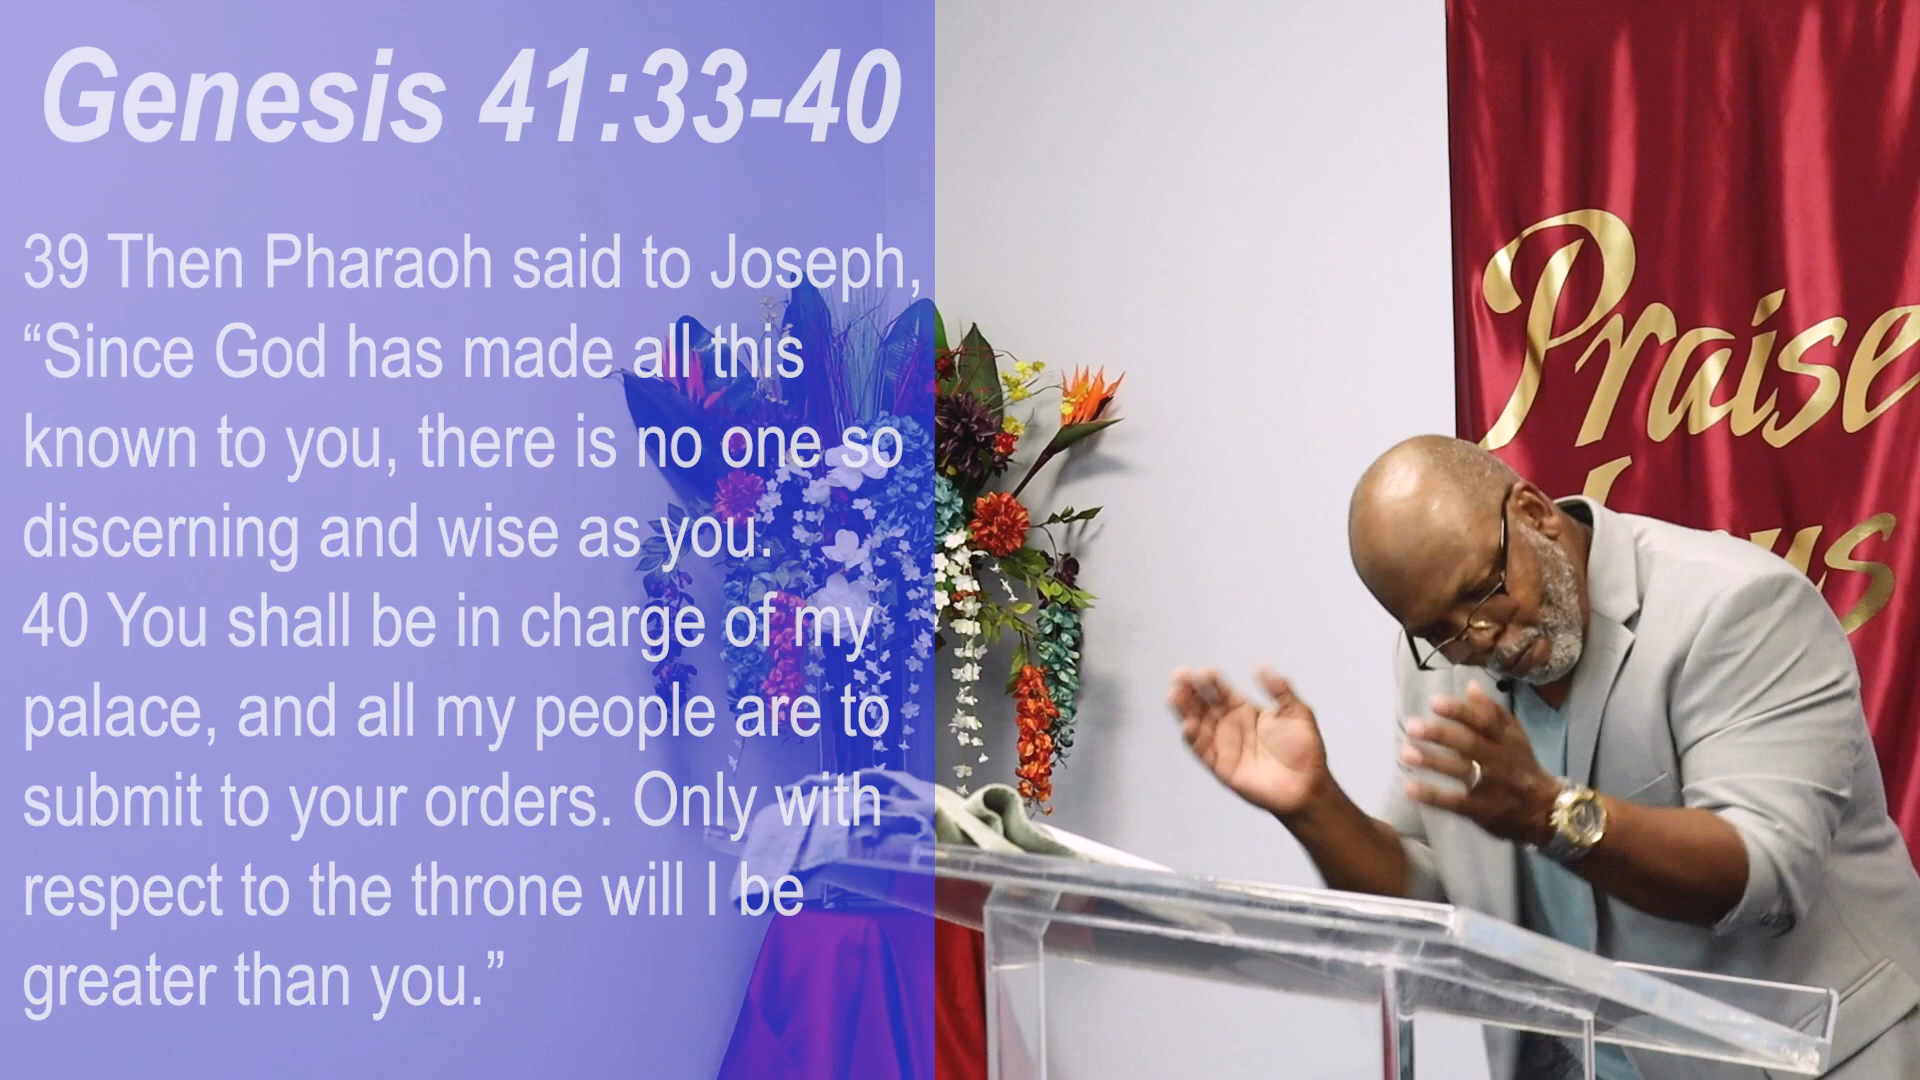 Genesis 41:33-40
39 Then Pharaoh said to Joseph,
“Since God has made all this
known to you, there is no one so
discerning and wise as you.
40 You shall be in charge of my
palace, and all my people are to
submit to your orders. Only with
respect to the throne will I be
greater than you.”
Praise